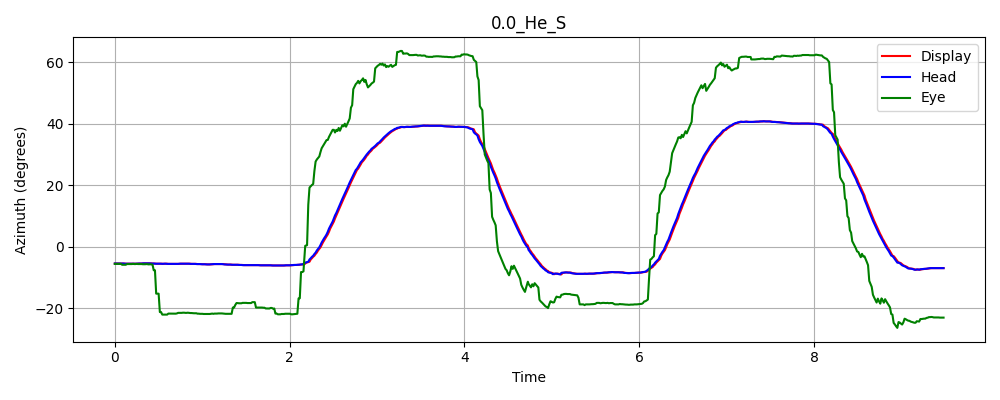 0.0_He_S
Azimuth (degrees)
60
40
20
0
−20
Display
Head
Eye
0 2 4 6 8
Time